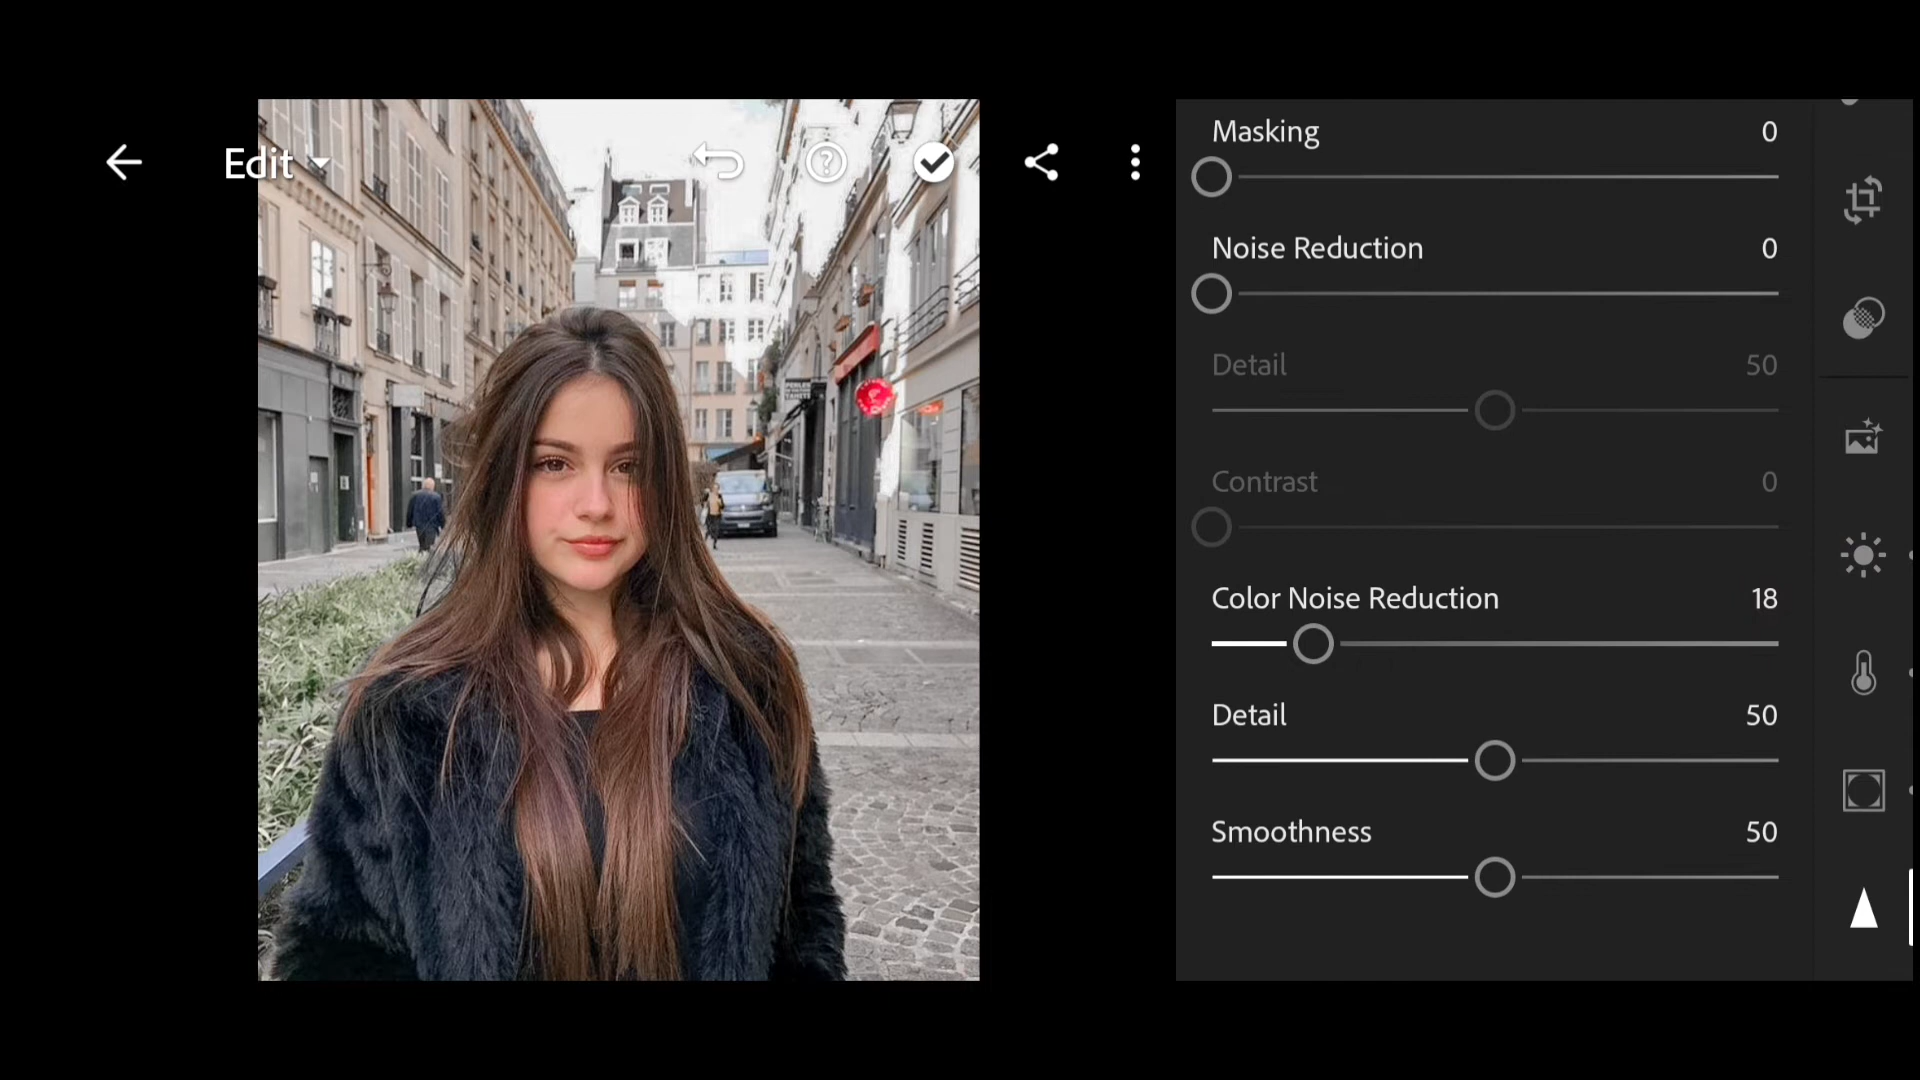 Edit
Masking 0
Noise Reduction 0
Detail 50
Contrast 0
Color Noise Reduction 18
Detail 50
Smoothness 50